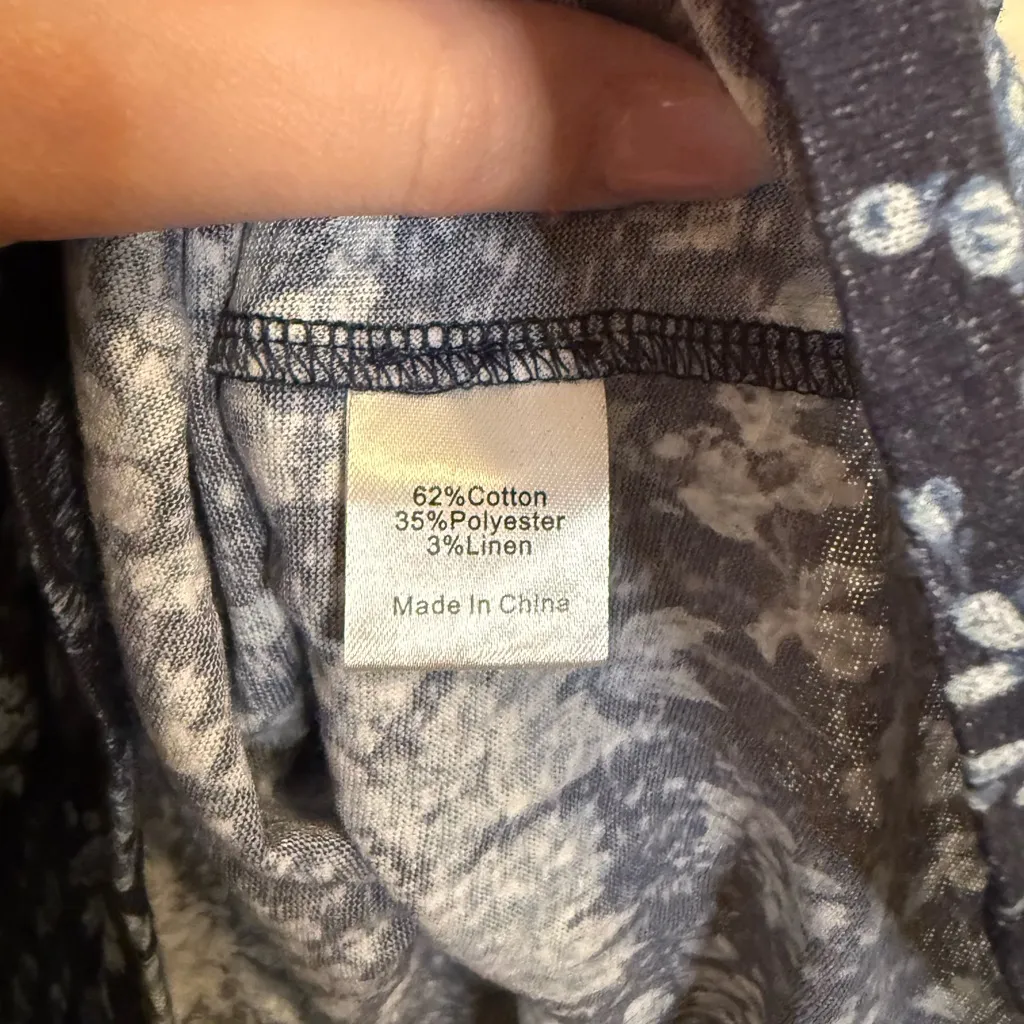 62%Cotton
35%Polyester
3%Linen
Made In China